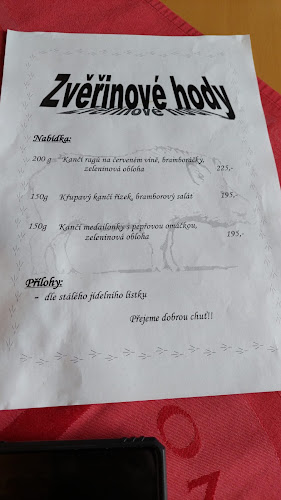 Zvěřinové hody
Nabídka:
200 g Kančí ragú na červeném víně, bramboráčky,
zeleninová obloha 225,-
150g Křupavý kančí řízek, bramborový salát 195,-
150g Kančí medailonky s pepřovou omáčkou,
zeleninová obloha 195,-
Přílohy:
- dle stálého jídelního lístku
Přejeme dobrou chuť!!